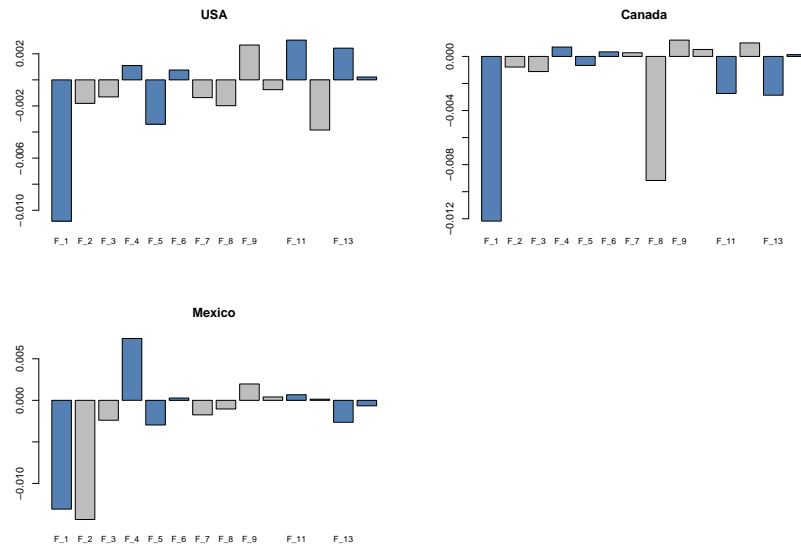 USA
0.002
−0.002
−0.006
−0.010
F_1 F_2 F_3 F_4 F_5 F_6 F_7 F_8 F_9 F_11 F_13
Canada
0.000
−0.004
−0.008
−0.012
F_1 F_2 F_3 F_4 F_5 F_6 F_7 F_8 F_9 F_11 F_13
Mexico
0.005
0.000
−0.010
F_1 F_2 F_3 F_4 F_5 F_6 F_7 F_8 F_9 F_11 F_13